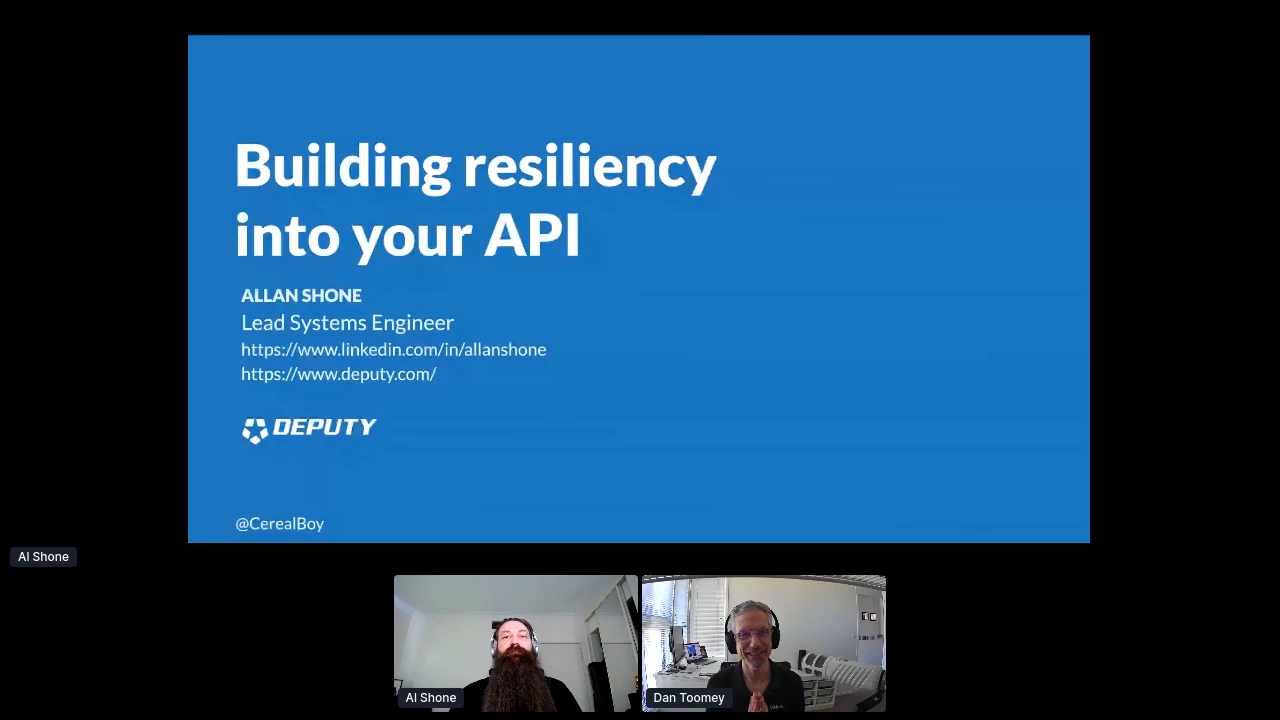 Building resiliency
into your API
ALLAN SHONE
Lead Systems Engineer
https://www.linkedin.com/in/allanshone
https://www.deputy.com/
DEPUTY
@CerealBoy
Al Shone
Al Shone
Dan Toomey